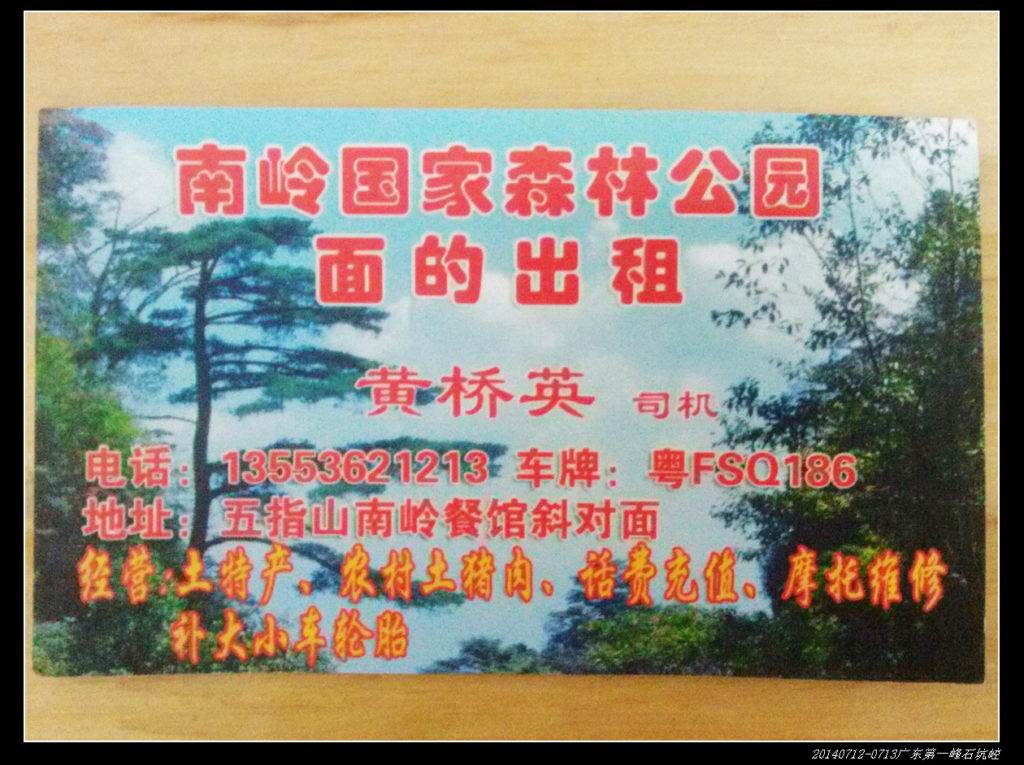 南岭国家森林公园
面的出租
黄桥英 司机
电话：13553621213 车牌：粤FSQ186
地址：五指山南岭餐馆斜对面
经营：土特产、农村土猪肉、话费充值、摩托维修
补大小车轮胎
20140712-0713广东第一峰石坑崆